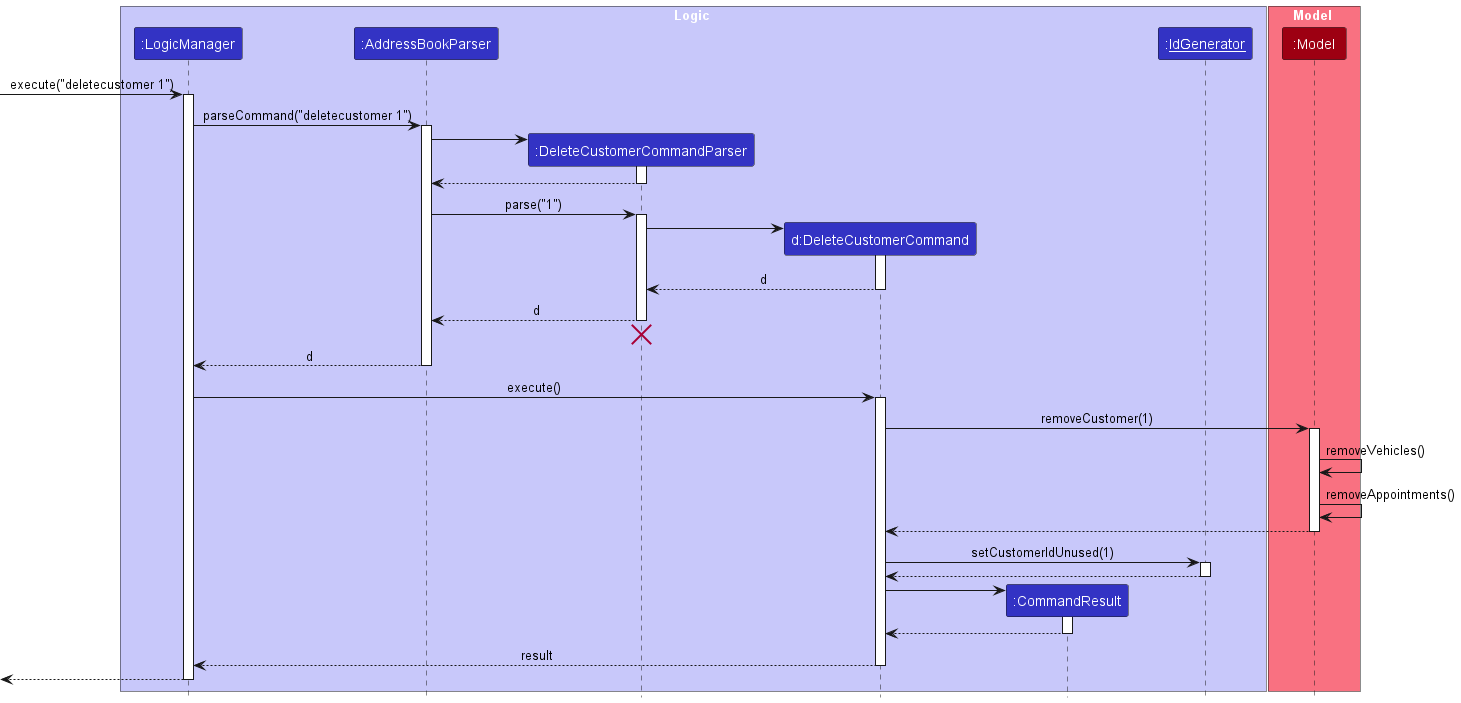 Logic
Model
:LogicManager
:AddressBookParser
:IdGenerator
:Model
execute("deletecustomer 1")
parseCommand("deletecustomer 1")
:DeleteCustomerCommandParser
parse("1")
d:DeleteCustomerCommand
d
d
d
execute()
removeCustomer(1)
removeVehicles()
removeAppointments()
setCustomerIdUnused(1)
:CommandResult
result